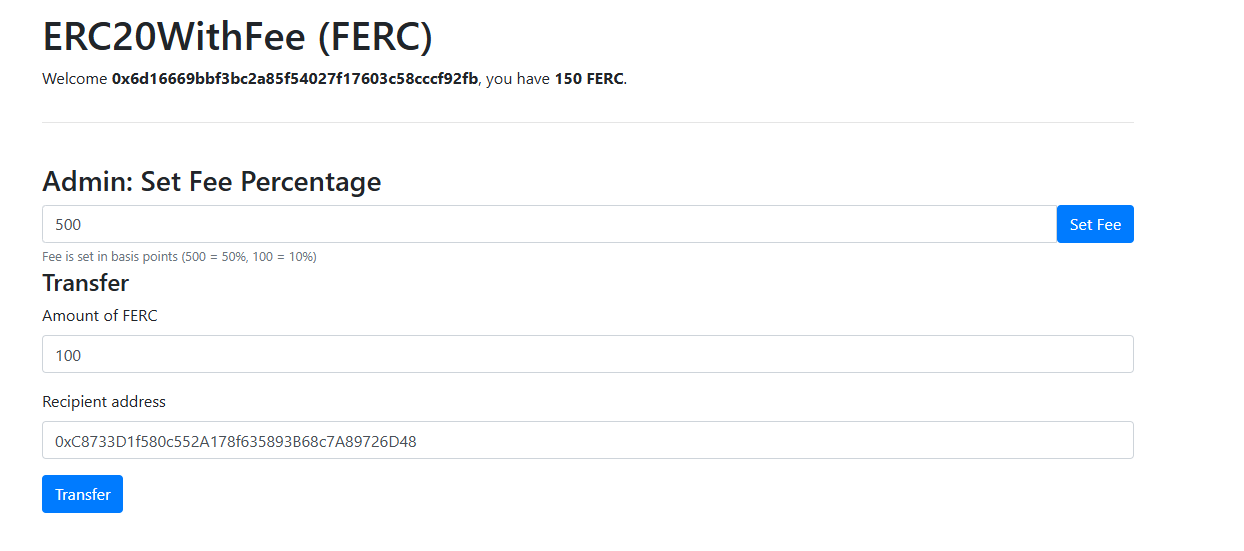 ERC20WithFee (FERC)
Welcome 0x6d16669bbf3bc2a85f54027f17603c58cccf92fb, you have 150 FERC.
Admin: Set Fee Percentage
500 Set Fee
Fee is set in basis points (500 = 50%, 100 = 10%)
Transfer
Amount of FERC
100
Recipient address
0xC8733D1f580c552A178f635893B68c7A89726D48
Transfer